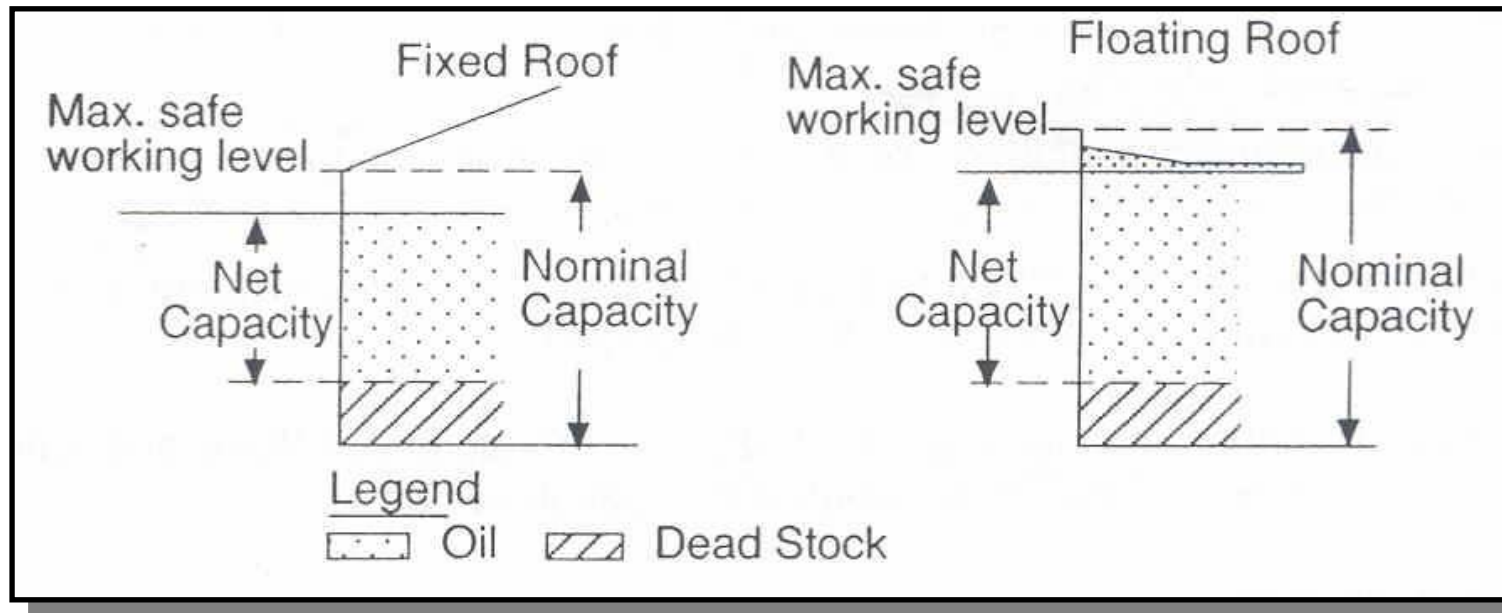 Fixed Roof
Max. safe
working level
Net
Capacity
Nominal
Capacity
Floating Roof
Max. safe
working level
Net
Capacity
Nominal
Capacity
Legend
Oil
Dead Stock